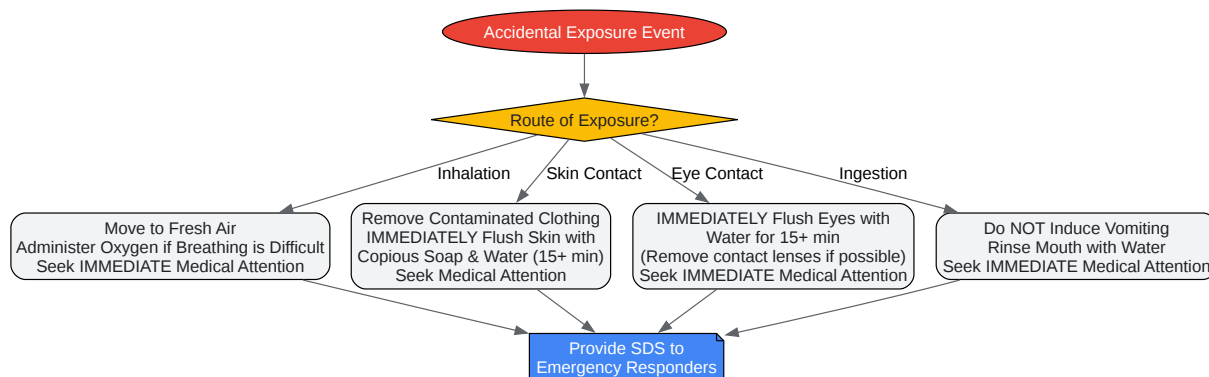 Accidental Exposure Event
Route of Exposure?
Inhalation
Skin Contact
Eye Contact
Ingestion
Move to Fresh Air
Administer Oxygen if Breathing is Difficult
Seek IMMEDIATE Medical Attention
Remove Contaminated Clothing
IMMEDIATELY Flush Skin with
Copious Soap & Water (15+ min)
Seek Medical Attention
IMMEDIATELY Flush Eyes with
Water for 15+ min
(Remove contact lenses if possible)
Seek IMMEDIATE Medical Attention
Do NOT Induce Vomiting
Rinse Mouth with Water
Seek IMMEDIATE Medical Attention
Provide SDS to
Emergency Responders